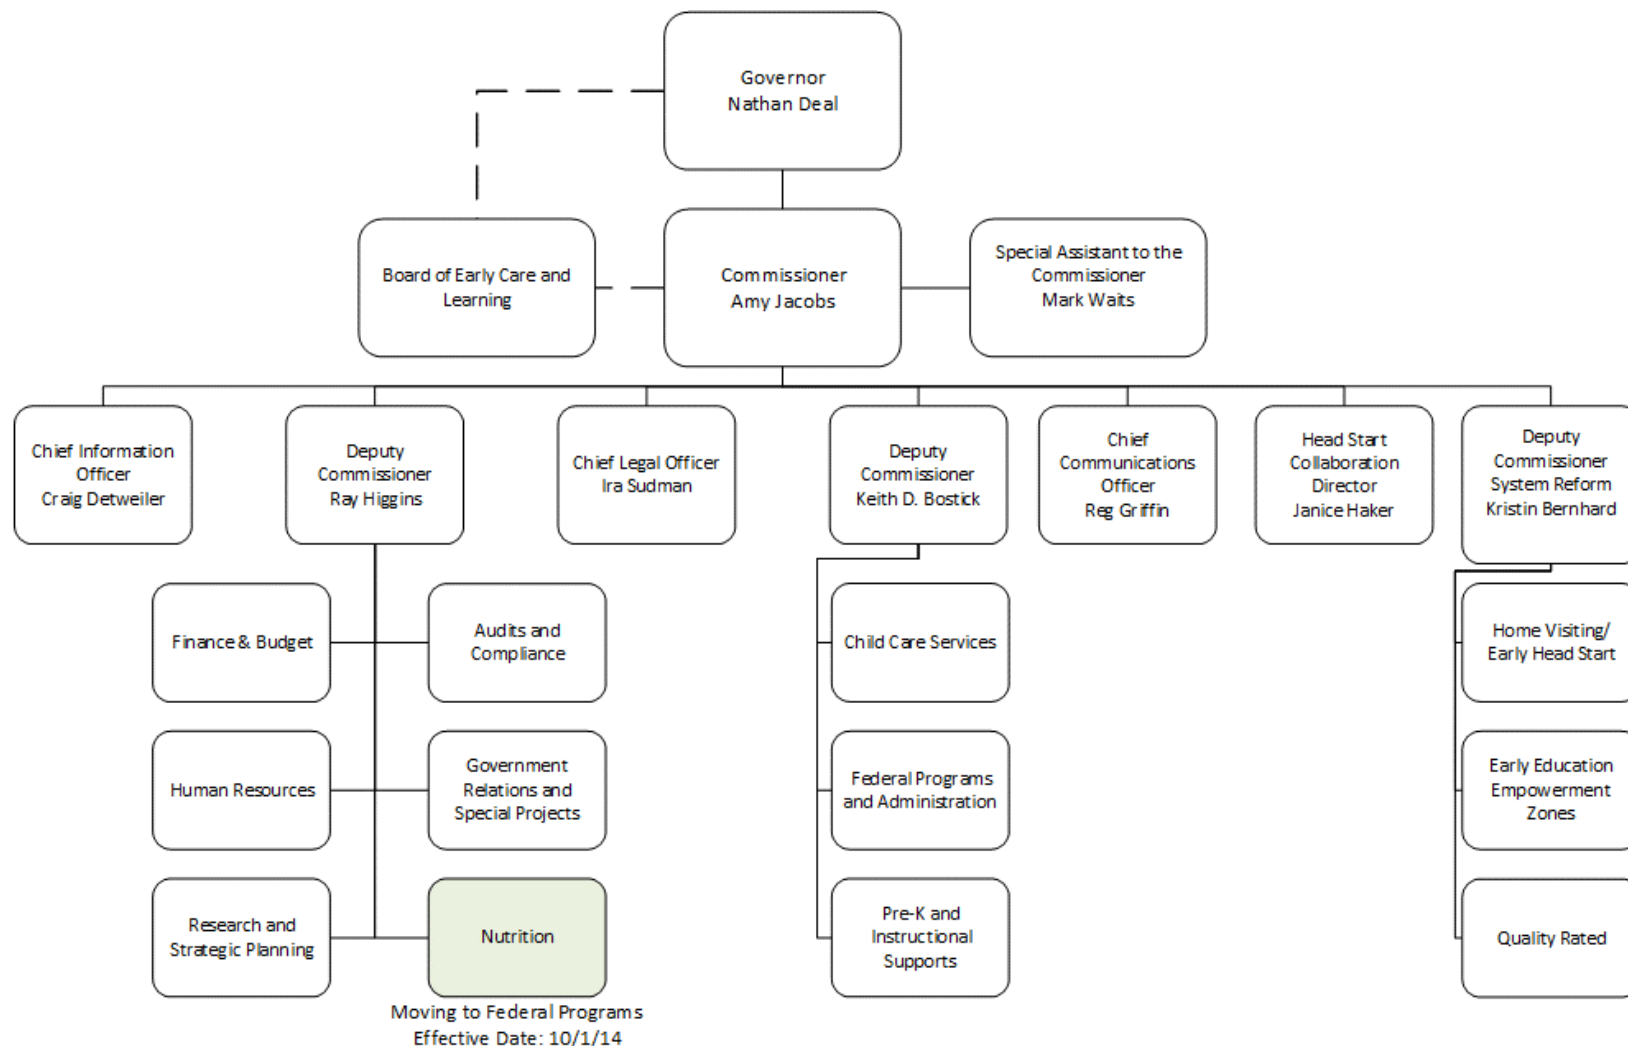 Governor
Nathan Deal
Board of Early Care and
Learning
Commissioner
Amy Jacobs
Special Assistant to the
Commissioner
Mark Waits
Chief Information
Officer
Craig Detweiler
Deputy
Commissioner
Ray Higgins
Chief Legal Officer
Ira Sudman
Deputy
Commissioner
Keith D. Bostick
Chief
Communications
Officer
Reg Griffin
Head Start
Collaboration
Director
Janice Haker
Deputy
Commissioner
System Reform
Kristin Bernhard
Finance & Budget
Audits and
Compliance
Child Care Services
Home Visiting/
Early Head Start
Human Resources
Government
Relations and
Special Projects
Federal Programs
and Administration
Early Education
Empowerment
Zones
Research and
Strategic Planning
Nutrition
Pre-K and
Instructional
Supports
Quality Rated
Moving to Federal Programs
Effective Date: 10/1/14